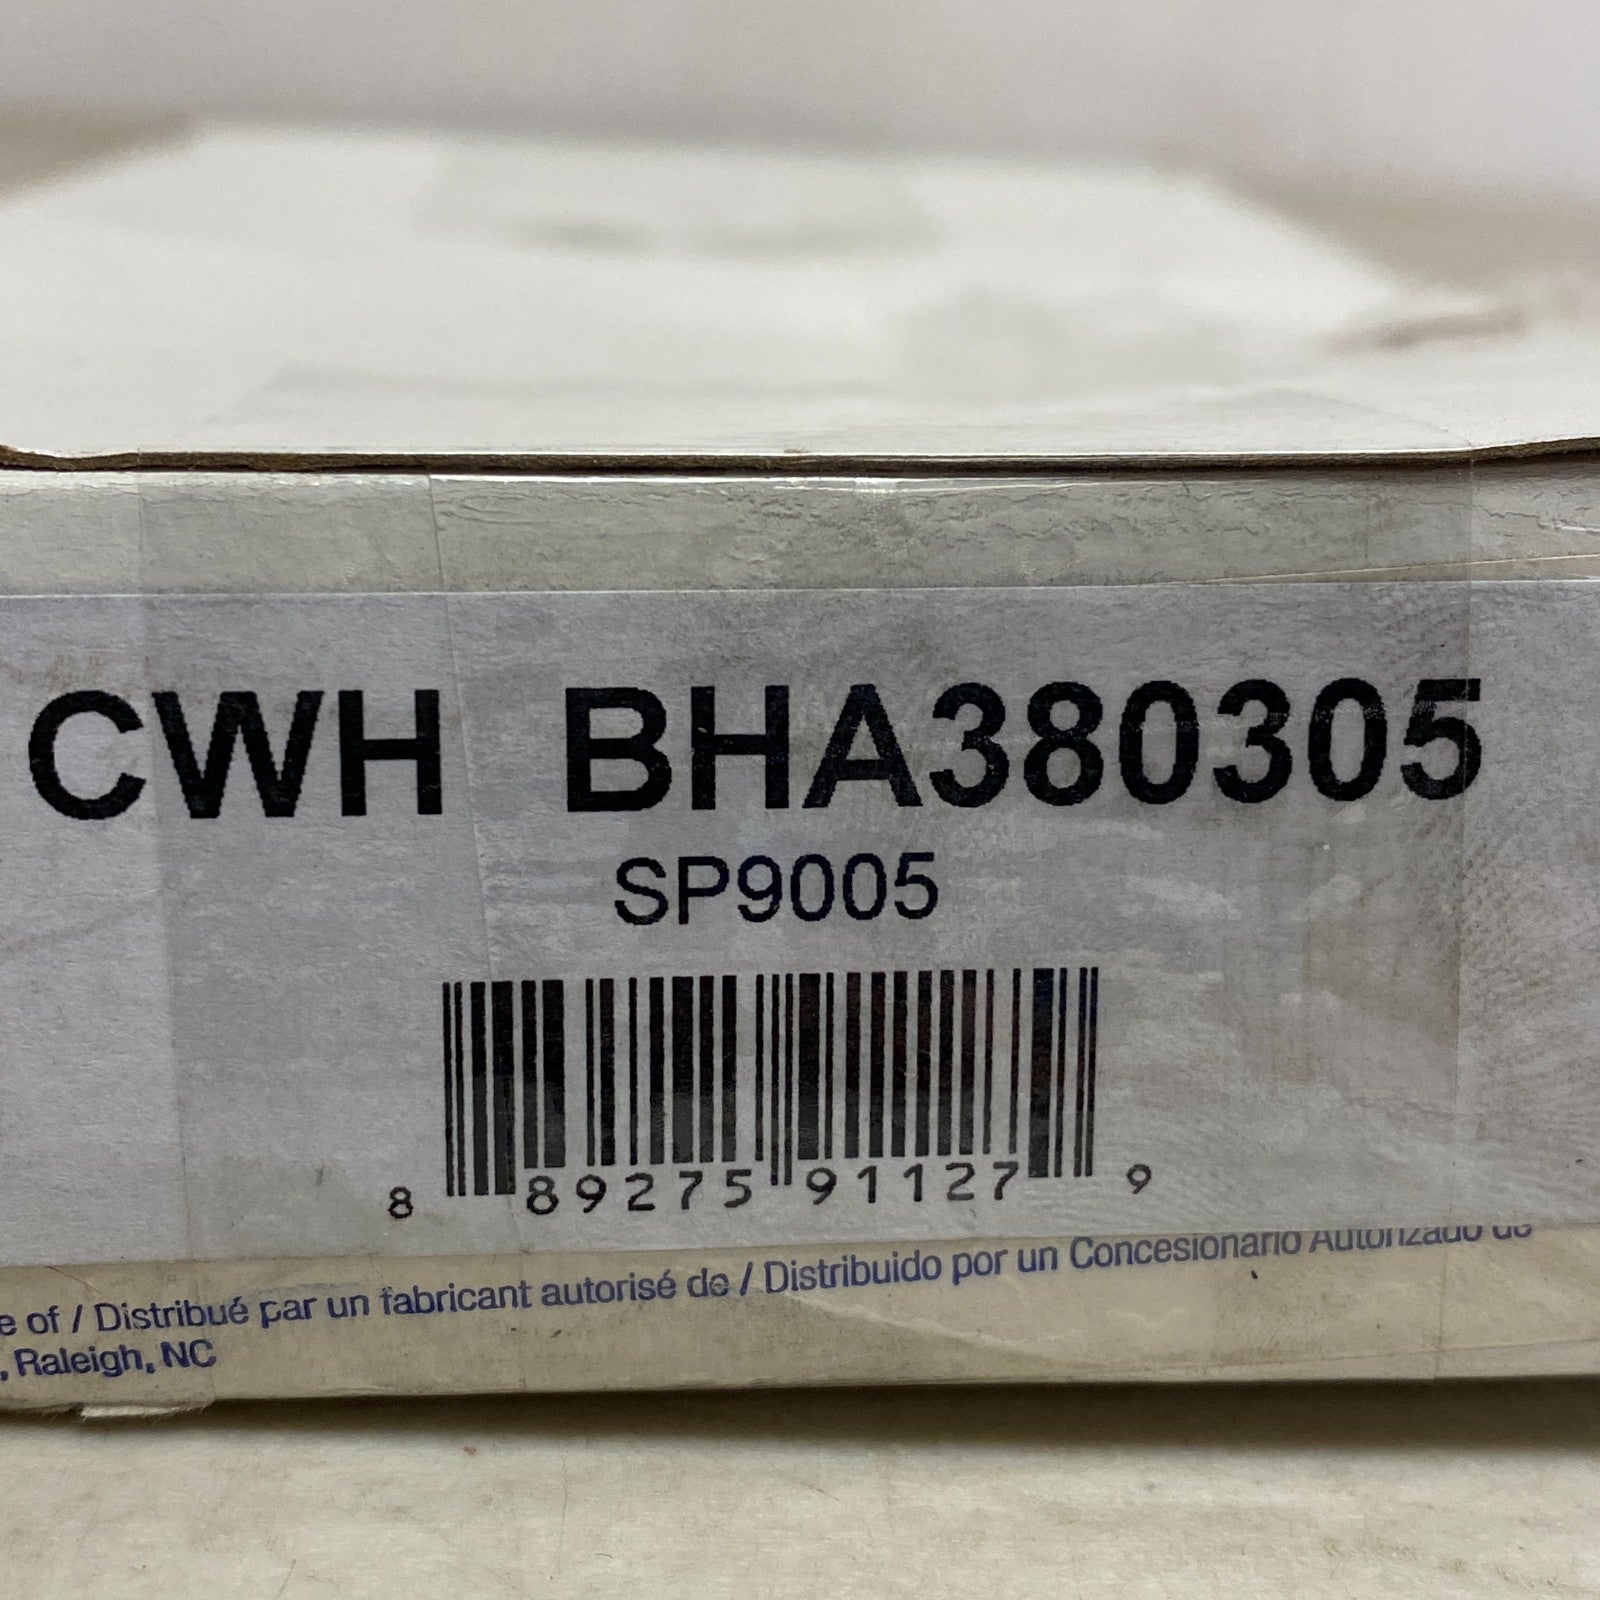 CWH BHA380305
SP9005
8 89275 91127 9
e of / Distribué par un fabricant autorisé de / Distribuido por un Concesionario Autorizado de
, Raleigh, NC